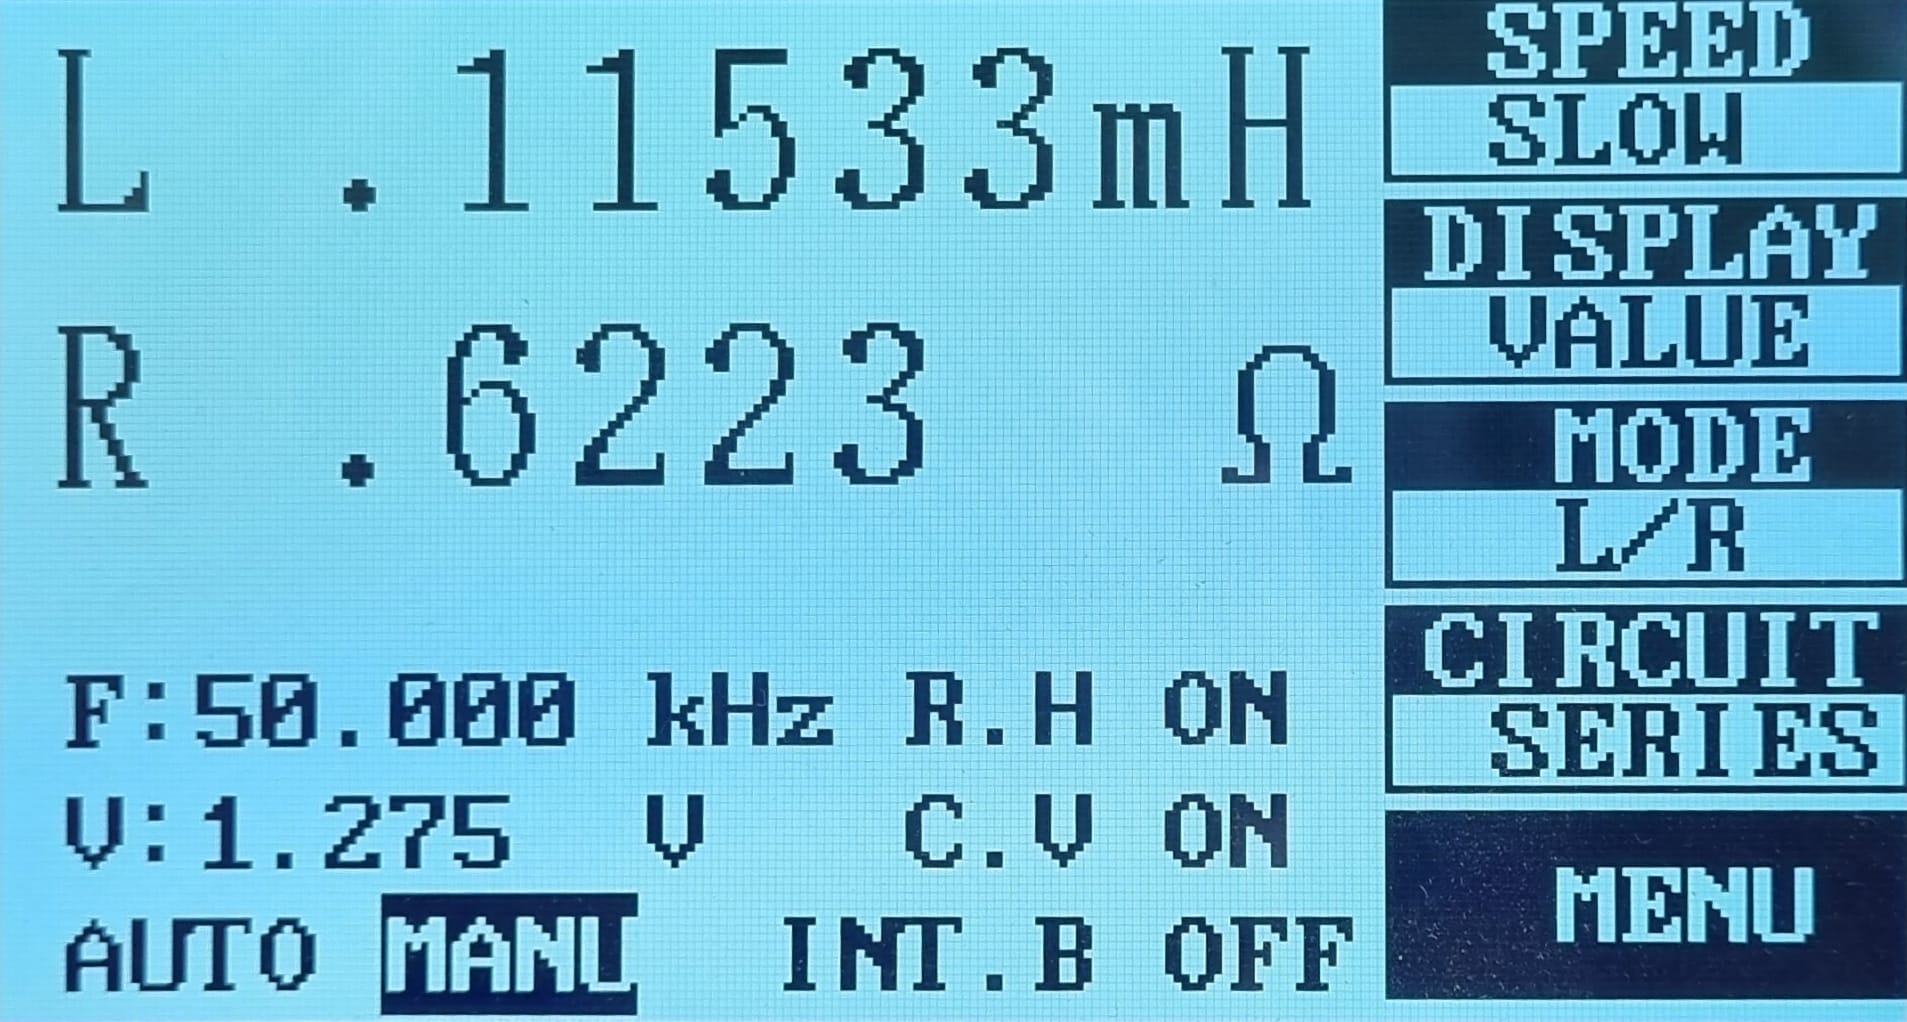 L .11533mH
R .6223 Ω
F:50.000 kHz R.H ON
V:1.275 V C.V ON
AUTO MANU INT.B OFF
SPEED
SLOW
DISPLAY
VALUE
MODE
L/R
CIRCUIT
SERIES
MENU